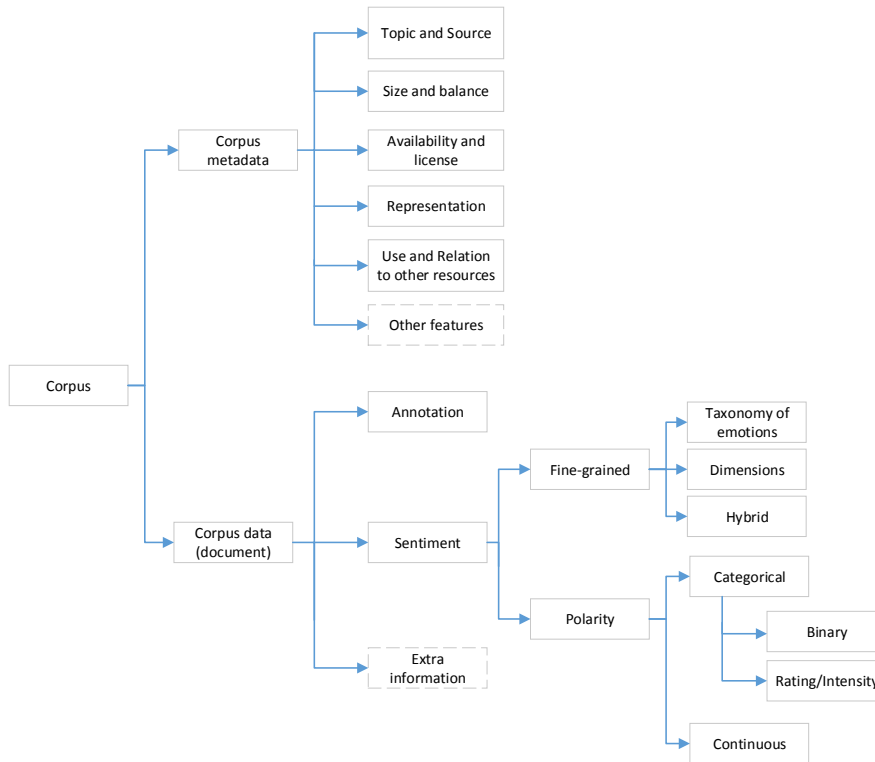 Topic and Source
Size and balance
Corpus
metadata
Availability and
license
Representation
Use and Relation
to other resources
Other features
Corpus
Annotation
Taxonomy of
emotions
Fine-grained
Dimensions
Hybrid
Corpus data
(document)
Sentiment
Categorical
Polarity
Binary
Extra
information
Rating/Intensity
Continuous